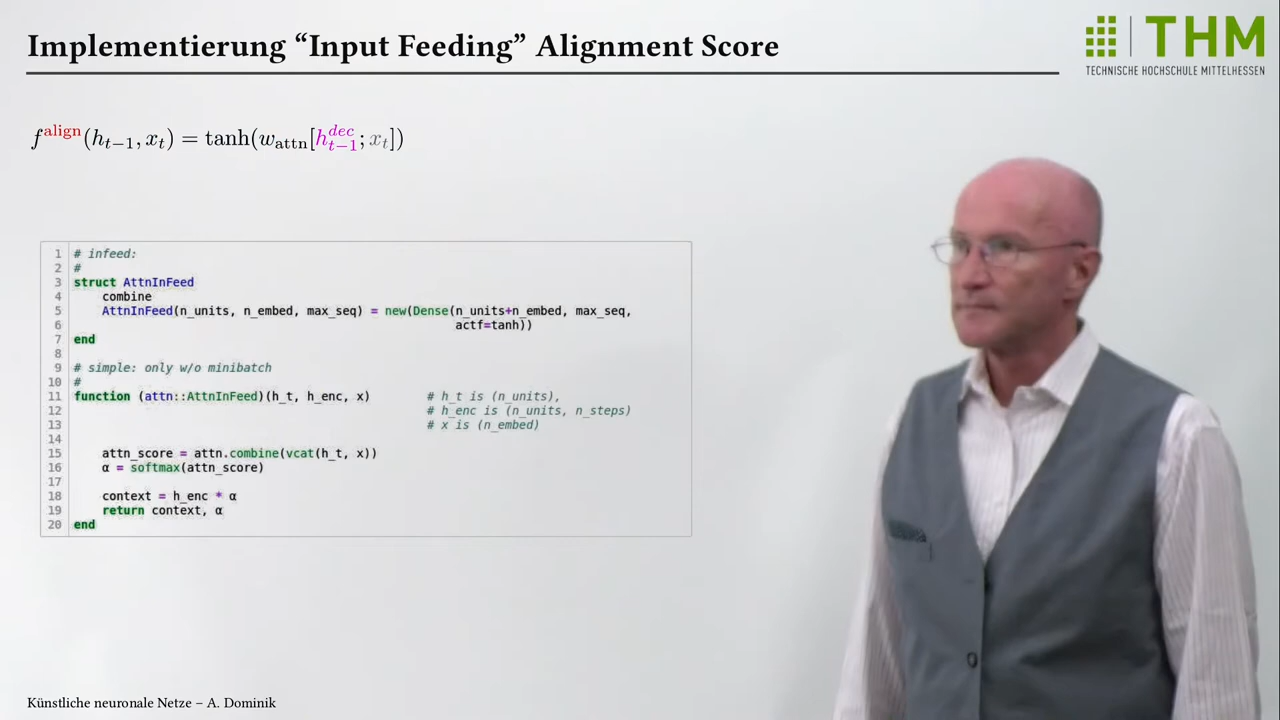 Implementierung “Input Feeding” Alignment Score
THM
TECHNISCHE HOCHSCHULE MITTELHESSEN
f^align(h_{t−1}, x_t) = tanh(w_attn[h^dec_{t−1}; x_t])
1 # infeed:
2 #
3 struct AttnInFeed
4     combine
5     AttnInFeed(n_units, n_embed, max_seq) = new(Dense(n_units+n_embed, max_seq,
6                                                       actf=tanh))
7 end
8
9 # simple: only w/o minibatch
10 #
11 function (attn::AttnInFeed)(h_t, h_enc, x)        # h_t is (n_units),
12                                                   # h_enc is (n_units, n_steps)
13                                                   # x is (n_embed)
14
15     attn_score = attn.combine(vcat(h_t, x))
16     α = softmax(attn_score)
17
18     context = h_enc * α
19     return context, α
20 end
Künstliche neuronale Netze – A. Dominik